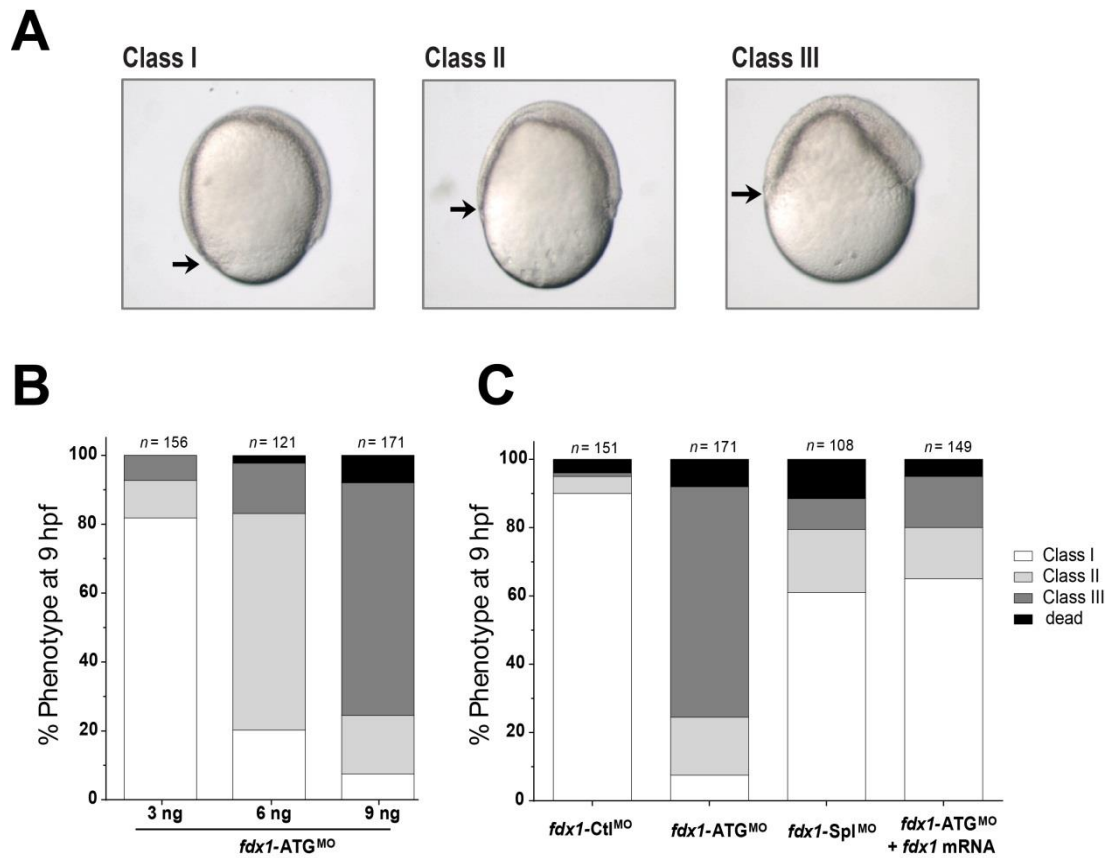 A
Class I
Class II
Class III
B
% Phenotype at 9 hpf
100
80
60
40
20
0
n = 156
n = 121
n = 171
3 ng
6 ng
9 ng
fdx1-ATGMO
C
% Phenotype at 9 hpf
100
80
60
40
20
0
n = 151
n = 171
n = 108
n = 149
fdx1-CtlMO
fdx1-ATGMO
fdx1-SplMO
fdx1-ATGMO
+ fdx1 mRNA
Class I
Class II
Class III
dead